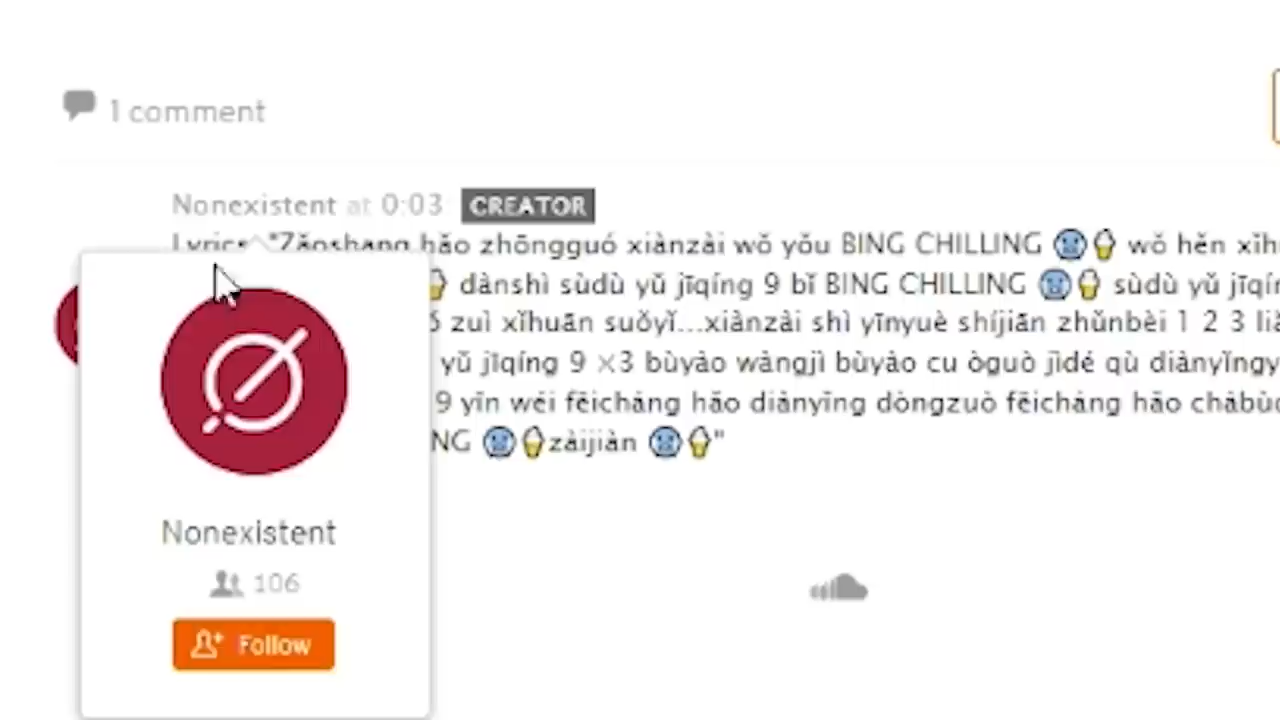 1 comment
Nonexistent at 0:03 CREATOR
Lyrics "Zǎoshang hǎo zhōngguó xiànzài wǒ yǒu BING CHILLING 🥶🍦 wǒ hěn
🍦 dànshì sùdù yǔ jīqíng 9 bǐ BING CHILLING 🥶🍦 sùdù yǔ
zuì xǐhuān suǒyǐ...xiànzài shì yīnyuè shíjiān zhǔnbèi 1 2 3
yǔ jīqíng 9 ×3 bùyào wàngjì bùyào cu òguò jìdé qù
9 yīn wéi fēicháng hǎo diànyǐng dòngzuò fēicháng hǎo
🥶🍦zàijiàn 🥶🍦"
Nonexistent
106
Follow